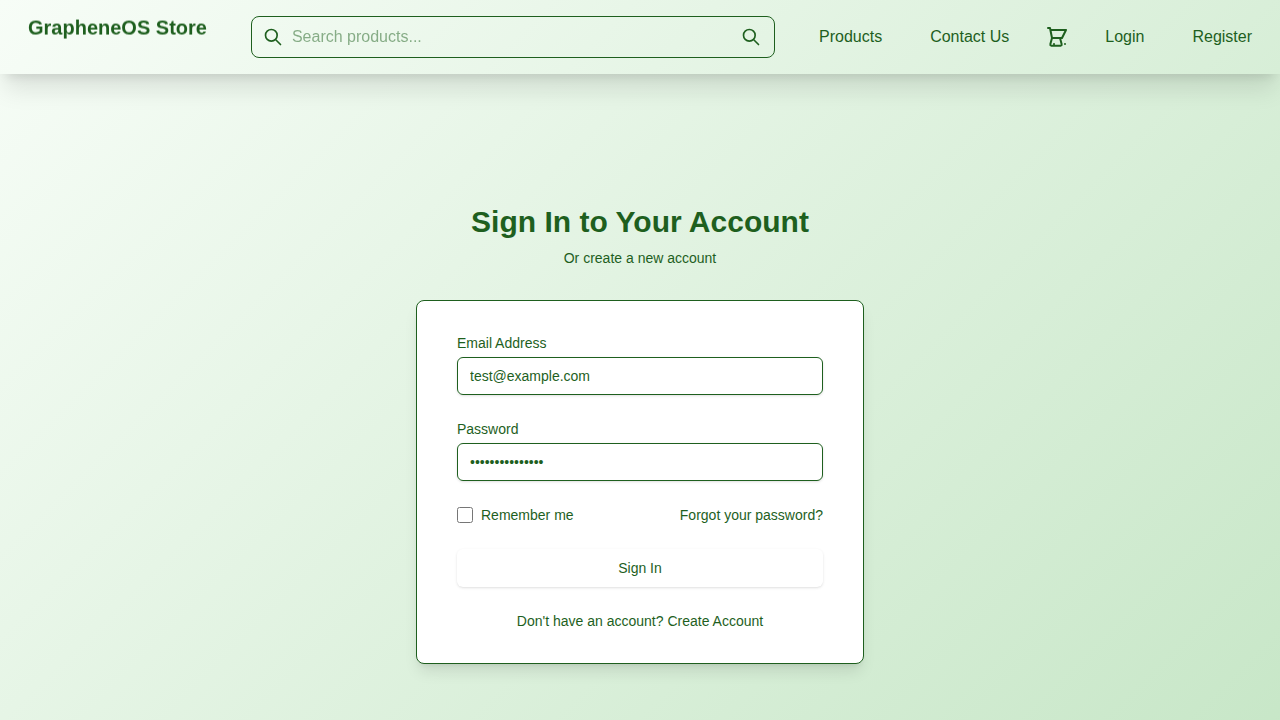 GrapheneOS Store
Search products...
Products
Contact Us
Login
Register
Sign In to Your Account
Or create a new account
Email Address
test@example.com
Password
•••••••••••••••
Remember me
Forgot your password?
Sign In
Don't have an account? Create Account